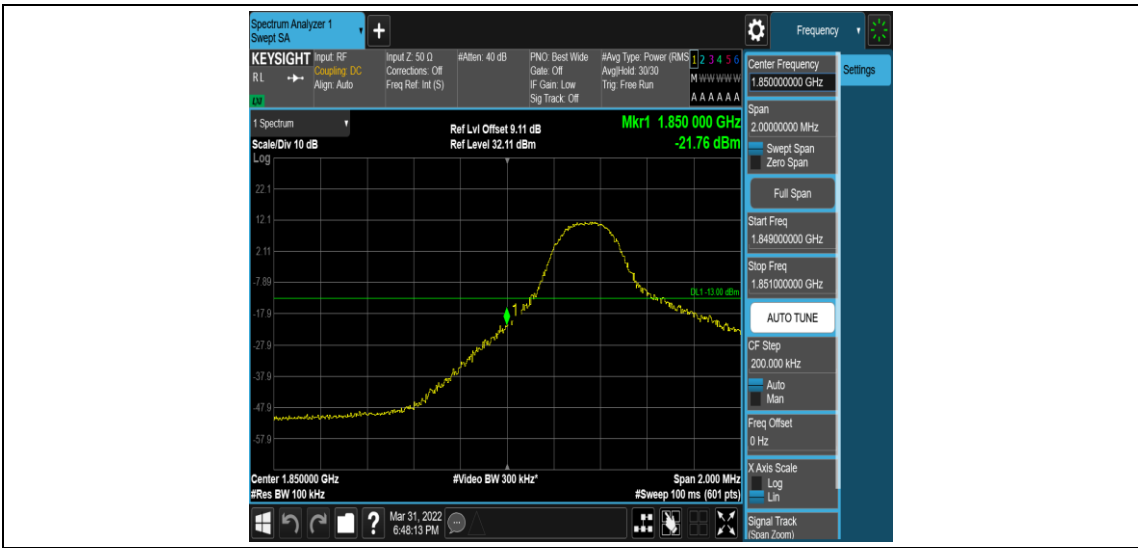 Spectrum Analyzer 1
Swept SA
Frequency
KEYSIGHT
RL
LXI
Input: RF
Coupling: DC
Align: Auto
Input Z: 50 Ω
Corrections: Off
Freq Ref: Int (S)
#Atten: 40 dB
PNO: Best Wide
Gate: Off
IF Gain: Low
Sig Track: Off
#Avg Type: Power (RMS
Avg|Hold: 30/30
Trig: Free Run
1 2 3 4 5 6
M W W W W W
A A A A A A
1 Spectrum
Scale/Div 10 dB
Log
Ref Lvl Offset 9.11 dB
Ref Level 32.11 dBm
Mkr1 1.850 000 GHz
-21.76 dBm
22.1
12.1
2.11
-7.89
-17.9
-27.9
-37.9
-47.9
-57.9
DL1 -13.00 dBm
1
Center 1.850000 GHz
#Res BW 100 kHz
#Video BW 300 kHz*
Span 2.000 MHz
#Sweep 100 ms (601 pts)
Mar 31, 2022
6:48:13 PM
Center Frequency
1.850000000 GHz
Settings
Span
2.00000000 MHz
Swept Span
Zero Span
Full Span
Start Freq
1.849000000 GHz
Stop Freq
1.851000000 GHz
AUTO TUNE
CF Step
200.000 kHz
Auto
Man
Freq Offset
0 Hz
X Axis Scale
Log
Lin
Signal Track
(Span Zoom)